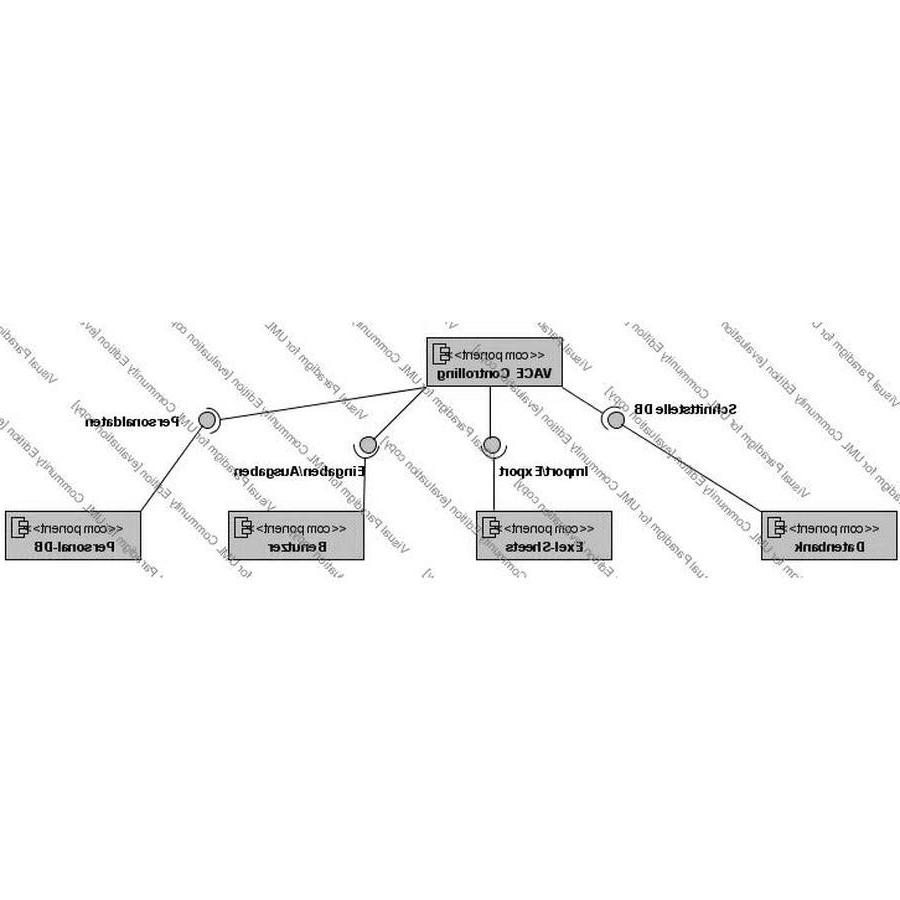 <<component>>
VACE Controlling
Schnittstelle DB
Personaldaten
Eingaben/Ausgaben
Import/Export
<<component>>
Personal-DB
<<component>>
Benutzer
<<component>>
Exel-Sheets
<<component>>
Datenbank
Visual Paradigm for UML Community Edition [evaluation copy]